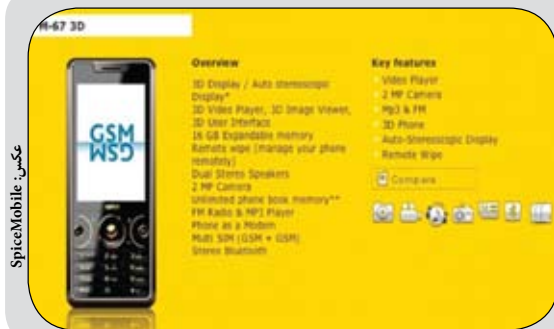 M-67 3D
Overview
3D Display / Auto stereoscopic
Display*
3D Video Player, 3D Image Viewer,
3D User Interface
16 GB Expandable memory
Remote wipe (manage your phone
remotely)
Dual Stereo Speakers
2 MP Camera
Unlimited phone book memory**
FM Radio & MP3 Player
Phone as a Modem
Multi SIM (GSM + GSM)
Stereo Bluetooth
Key features
Video Player
2 MP Camera
Mp3 & FM
3D Phone
Auto-Stereoscopic Display
Remote Wipe
Compare
GSM
GSM
عکس: SpiceMobile